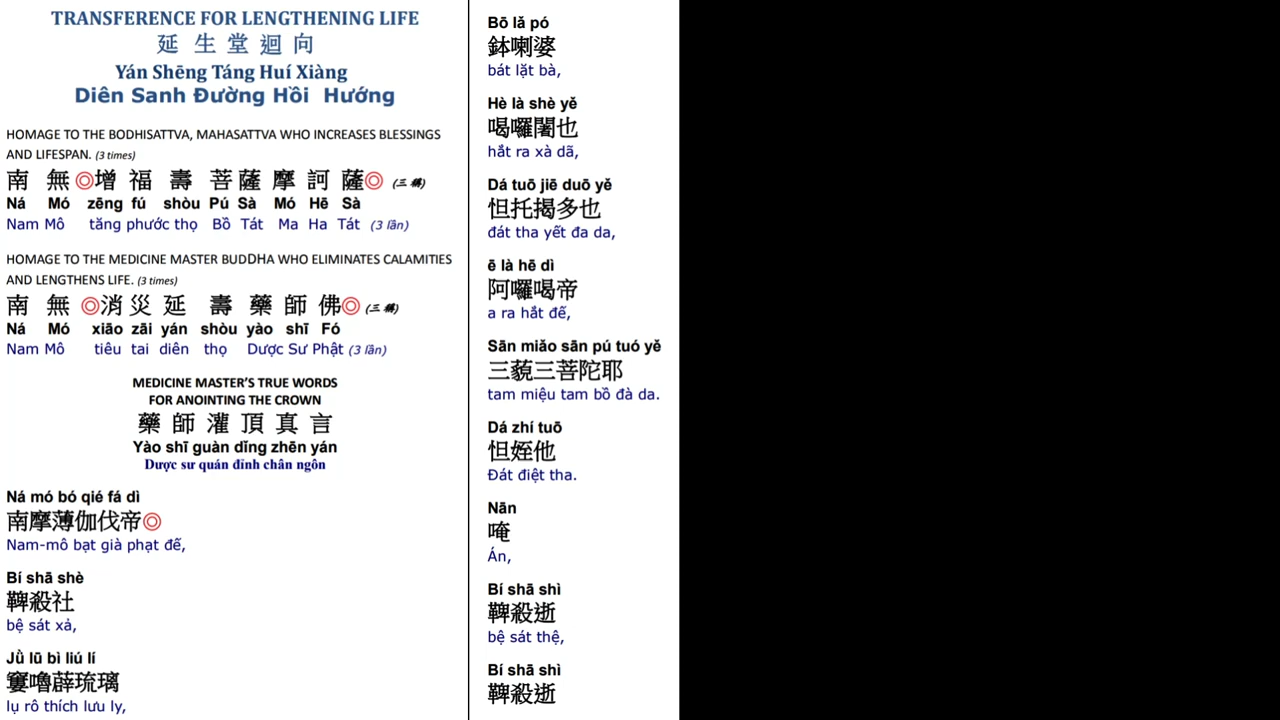 TRANSFERENCE FOR LENGTHENING LIFE
延 生 堂 迴 向
Yán Shēng Táng Huí Xiàng
Diên Sanh Đường Hồi Hướng
HOMAGE TO THE BODHISATTVA, MAHASATTVA WHO INCREASES BLESSINGS
AND LIFESPAN. (3 times)
南 無 ◎增 福 壽 菩 薩 摩 訶 薩◎ (三 稱)
Ná Mó zēng fú shòu Pú Sà Mó Hē Sà
Nam Mô tăng phước thọ Bồ Tát Ma Ha Tát (3 lần)
HOMAGE TO THE MEDICINE MASTER BUDDHA WHO ELIMINATES CALAMITIES
AND LENGTHENS LIFE. (3 times)
南 無 ◎消 災 延 壽 藥 師 佛◎ (三 稱)
Ná Mó xiāo zāi yán shòu yào shī Fó
Nam Mô tiêu tai diên thọ Dược Sư Phật (3 lần)
MEDICINE MASTER'S TRUE WORDS
FOR ANOINTING THE CROWN
藥 師 灌 頂 真 言
Yào shī guàn dǐng zhēn yán
Dược sư quán đỉnh chân ngôn
Ná mó bó qié fá dì
南摩薄伽伐帝◎
Nam-mô bạt già phạt đế,
Bí shā shè
鞞殺社
bệ sát xả,
Jǜ lū bì liú lí
窶嚕薜琉璃
lụ rô thích lưu ly,
Bō lǎ pó
鉢喇婆
bát lặt bà,
Hè là shè yě
喝囉闍也
hắt ra xà dã,
Dá tuō jiē duō yě
怛托揭多也
đát tha yết đa da,
ē là hē dì
阿囉喝帝
a ra hắt đế,
Sān miǎo sān pú tuó yě
三藐三菩陀耶
tam miệu tam bồ đà da.
Dá zhí tuō
怛姪他
Đát điệt tha.
Nān
唵
Án,
Bí shā shì
鞞殺逝
bệ sát thệ,
Bí shā shì
鞞殺逝